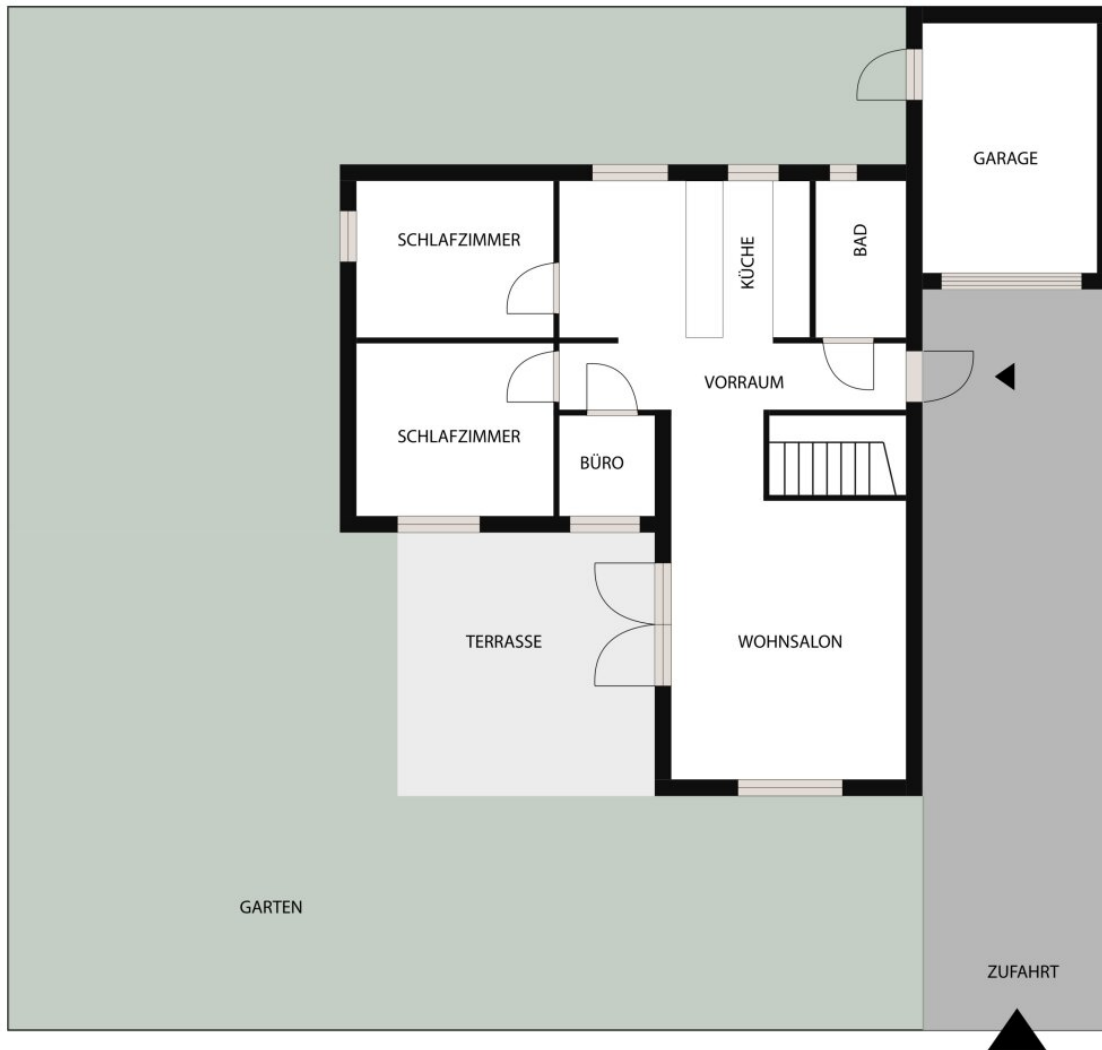 GARAGE
SCHLAFZIMMER
KÜCHE
BAD
VORRAUM
SCHLAFZIMMER
BÜRO
TERRASSE
WOHNSALON
GARTEN
ZUFAHRT